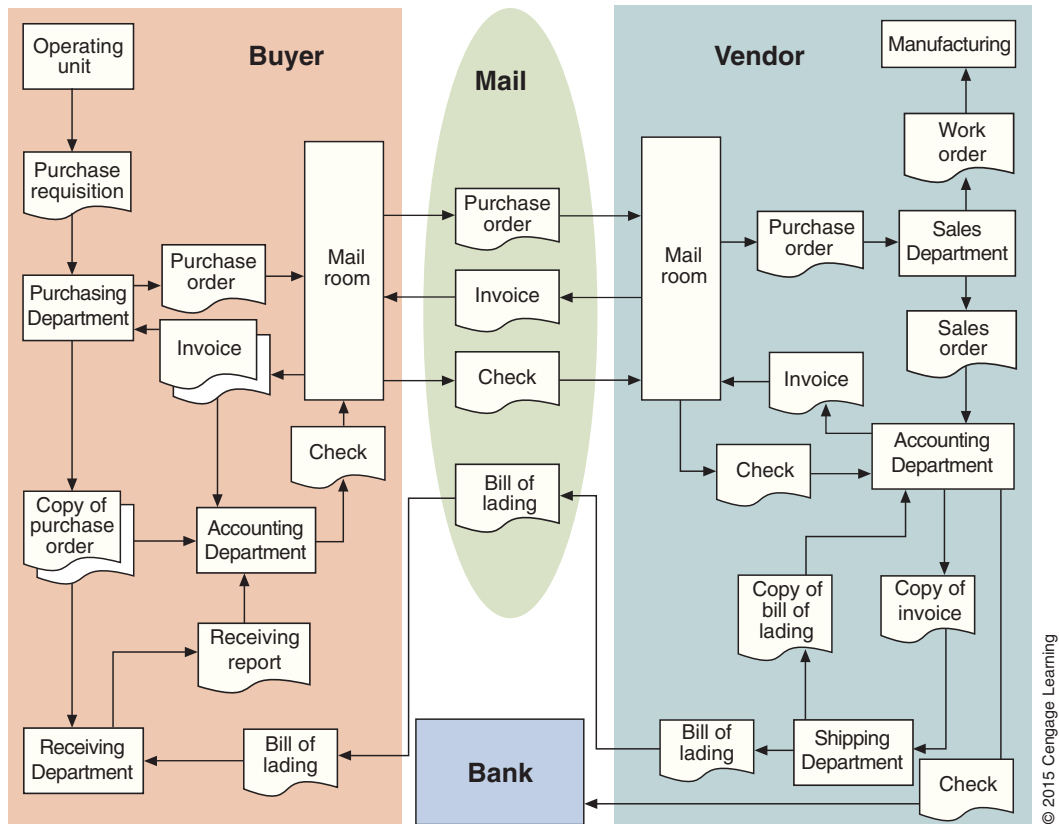 Operating
unit
Buyer
Purchase
requisition
Purchasing
Department
Purchase
order
Mail
room
Invoice
Check
Copy of
purchase
order
Accounting
Department
Receiving
report
Receiving
Department
Bill of
lading
Mail
Purchase
order
Invoice
Check
Bill of
lading
Bank
Vendor
Manufacturing
Work
order
Mail
room
Purchase
order
Sales
Department
Sales
order
Invoice
Accounting
Department
Check
Copy of
bill of
lading
Copy of
invoice
Bill of
lading
Shipping
Department
Check
© 2015 Cengage Learning